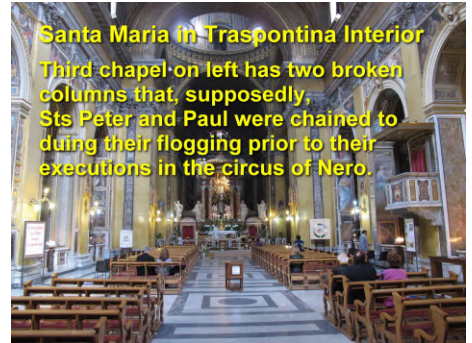 Santa Maria in Traspontina Interior
Third chapel on left has two broken
columns that, supposedly,
Sts Peter and Paul were chained to
duing their flogging prior to their
executions in the circus of Nero.